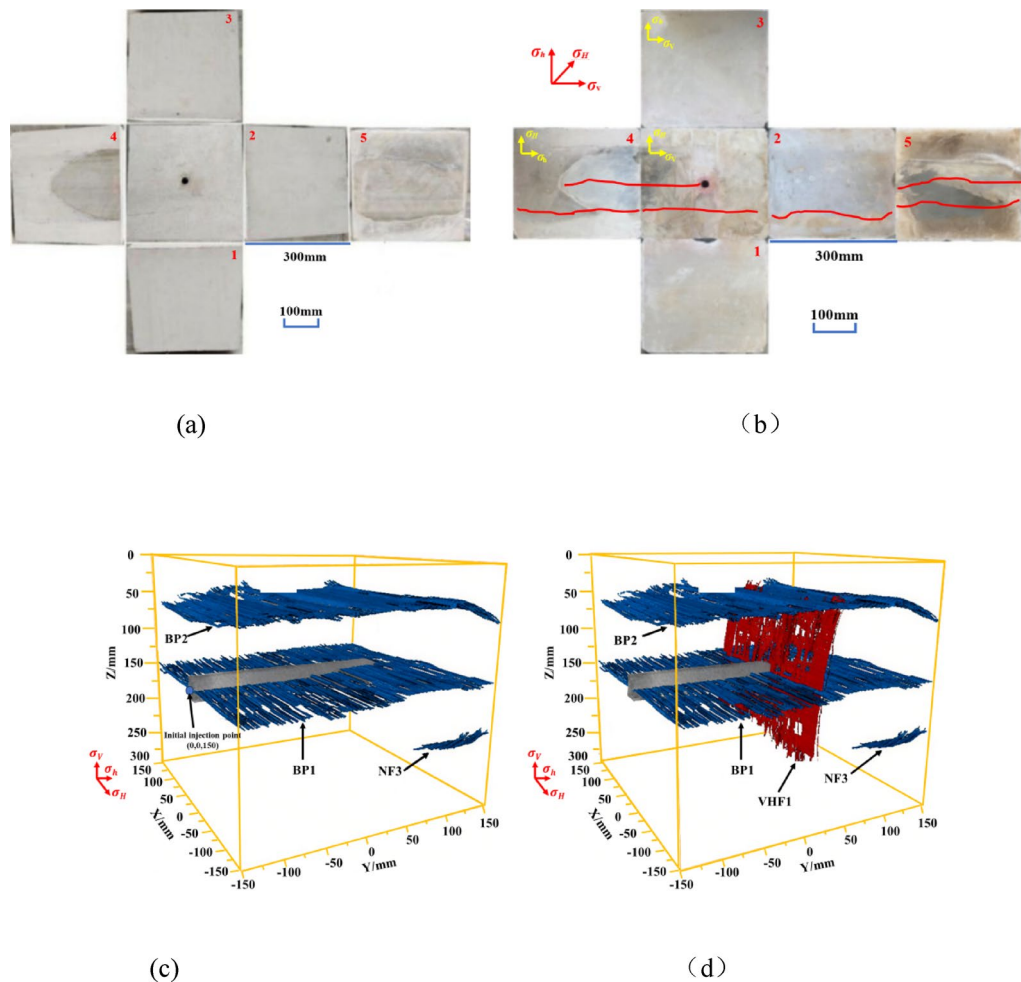 3
4
2
5
1
300mm
100mm
(a)
σh
σH
σv
σh
σv
3
σH
σh
4
σH
σv
2
5
1
300mm
100mm
（b）
0
50
100
150
200
250
300
Z/mm
BP2
Initial injection point
(0,0,150)
BP1
NF3
σV
σh
σH
150
100
50
0
-50
-100
-150
X/mm
-150
-100
-50
0
50
100
150
Y/mm
(c)
0
50
100
150
200
250
300
Z/mm
BP2
BP1
VHF1
NF3
σV
σh
σH
150
100
50
0
-50
-100
-150
X/mm
-150
-100
-50
0
50
100
150
Y/mm
（d）